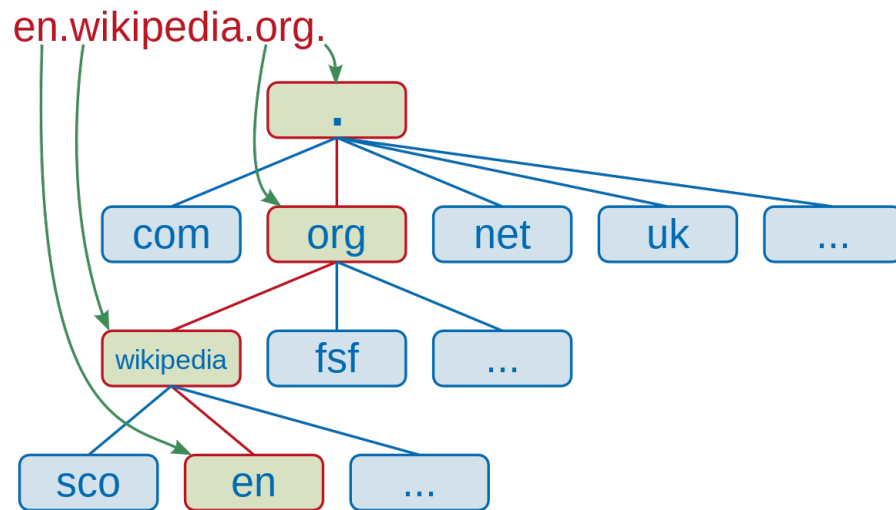 en.wikipedia.org.
.
com org net uk ...
wikipedia fsf ...
sco en ...